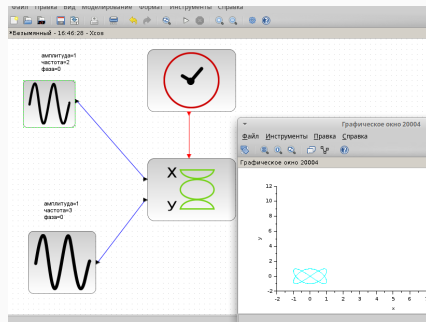 Файл Правка Вид Моделирование Формат Инструменты Справка
*Безымянный - 16:46:28 - Xcos
амплитуда=1
частота=2
фаза=0
X
У
амплитуда=1
частота=3
фаза=0
Графическое окно 20004
Файл Инструменты Правка Справка
Графическое окно 20004
12
10
8
6
4
2
0
-2
y
-2 -1 0 1 2 3 4 5 6 7
x